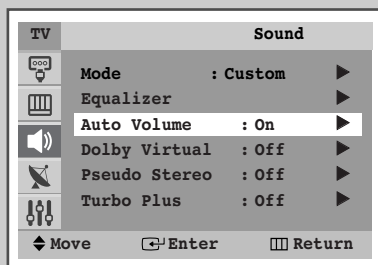 TV Sound
Mode : Custom
Equalizer
Auto Volume : On
Dolby Virtual : Off
Pseudo Stereo : Off
Turbo Plus : Off
Move Enter Return